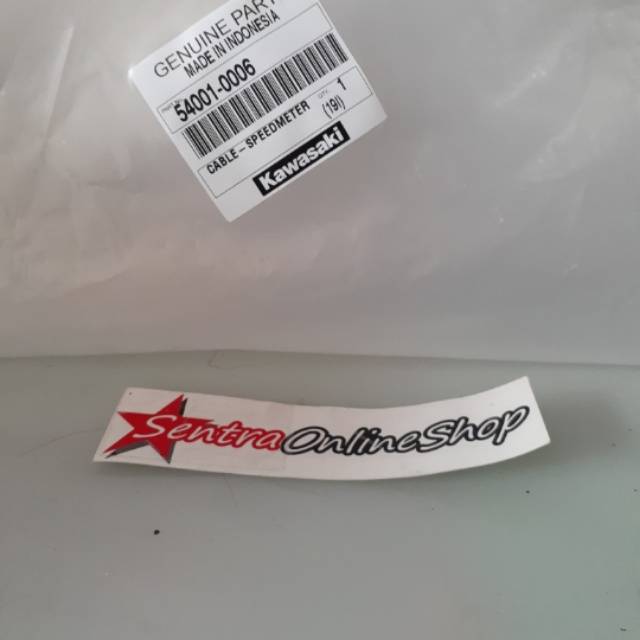 GENUINE PART
MADE IN INDONESIA
54001-0006
CABLE-SPEEDMETER
1
(19I)
Kawasaki
SentraOnlineShop